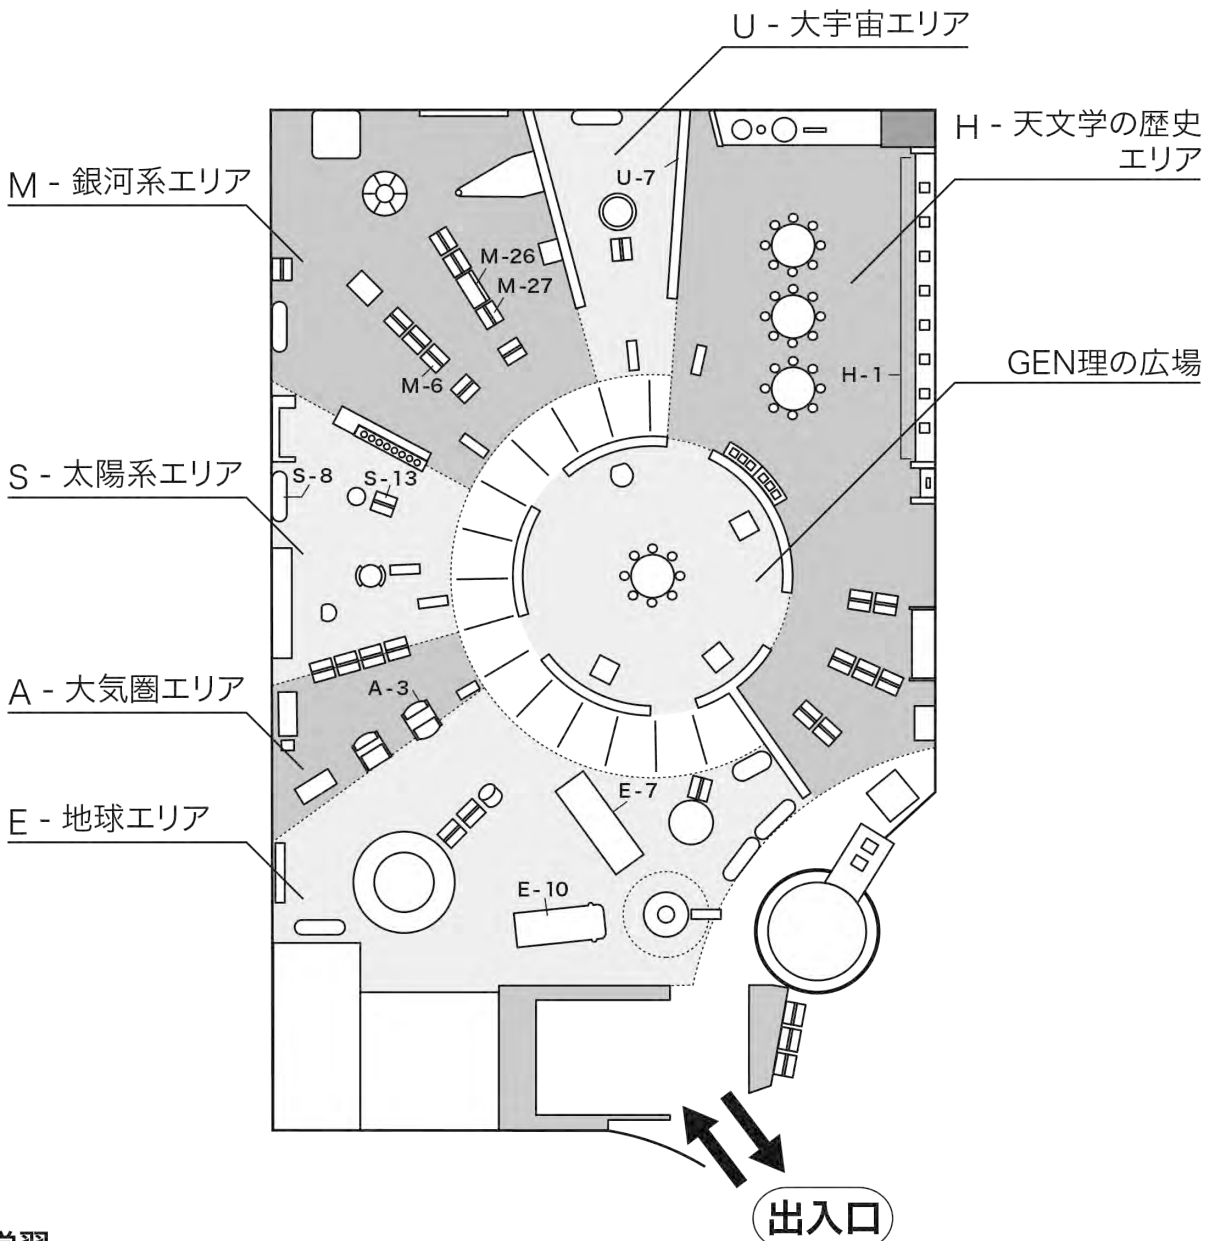 U - 大宇宙エリア
H - 天文学の歴史
エリア
M - 銀河系エリア
U-7
M-26
M-27
GEN理の広場
H-1
M-6
S - 太陽系エリア
S-8
S-13
A - 大気圏エリア
A-3
E - 地球エリア
E-7
E-10
出入口